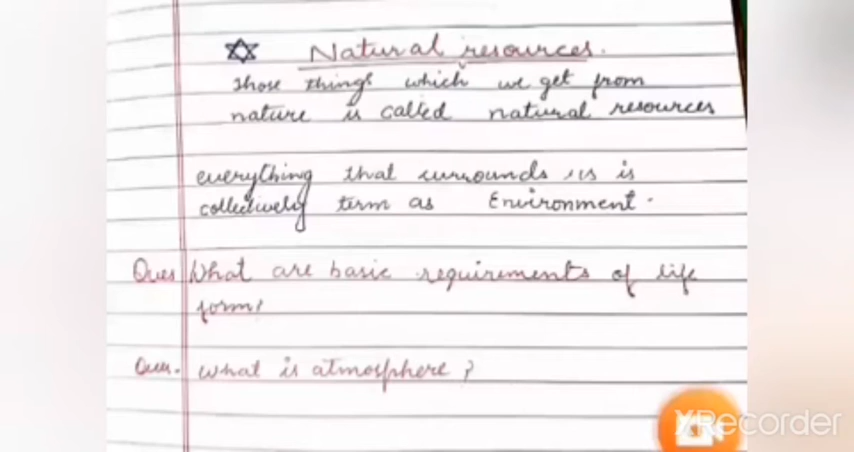 Natural resources.
Those things which we get from
nature is called natural resources
everything that surrounds us is
collectively term as Environment.
Ques What are basic requirements of life
form?
Ques. What is atmosphere?
XRecorder